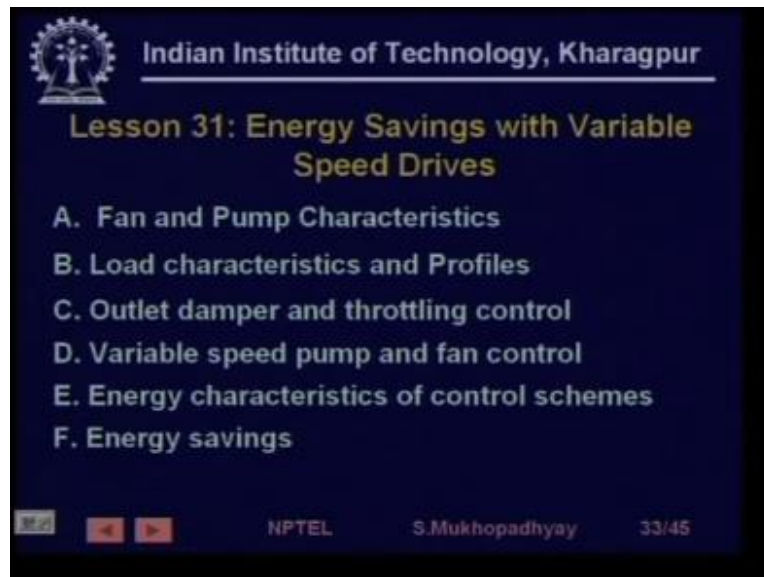 Indian Institute of Technology, Kharagpur
Lesson 31: Energy Savings with Variable
Speed Drives
A. Fan and Pump Characteristics
B. Load characteristics and Profiles
C. Outlet damper and throttling control
D. Variable speed pump and fan control
E. Energy characteristics of control schemes
F. Energy savings
NPTEL S.Mukhopadhyay 33/45